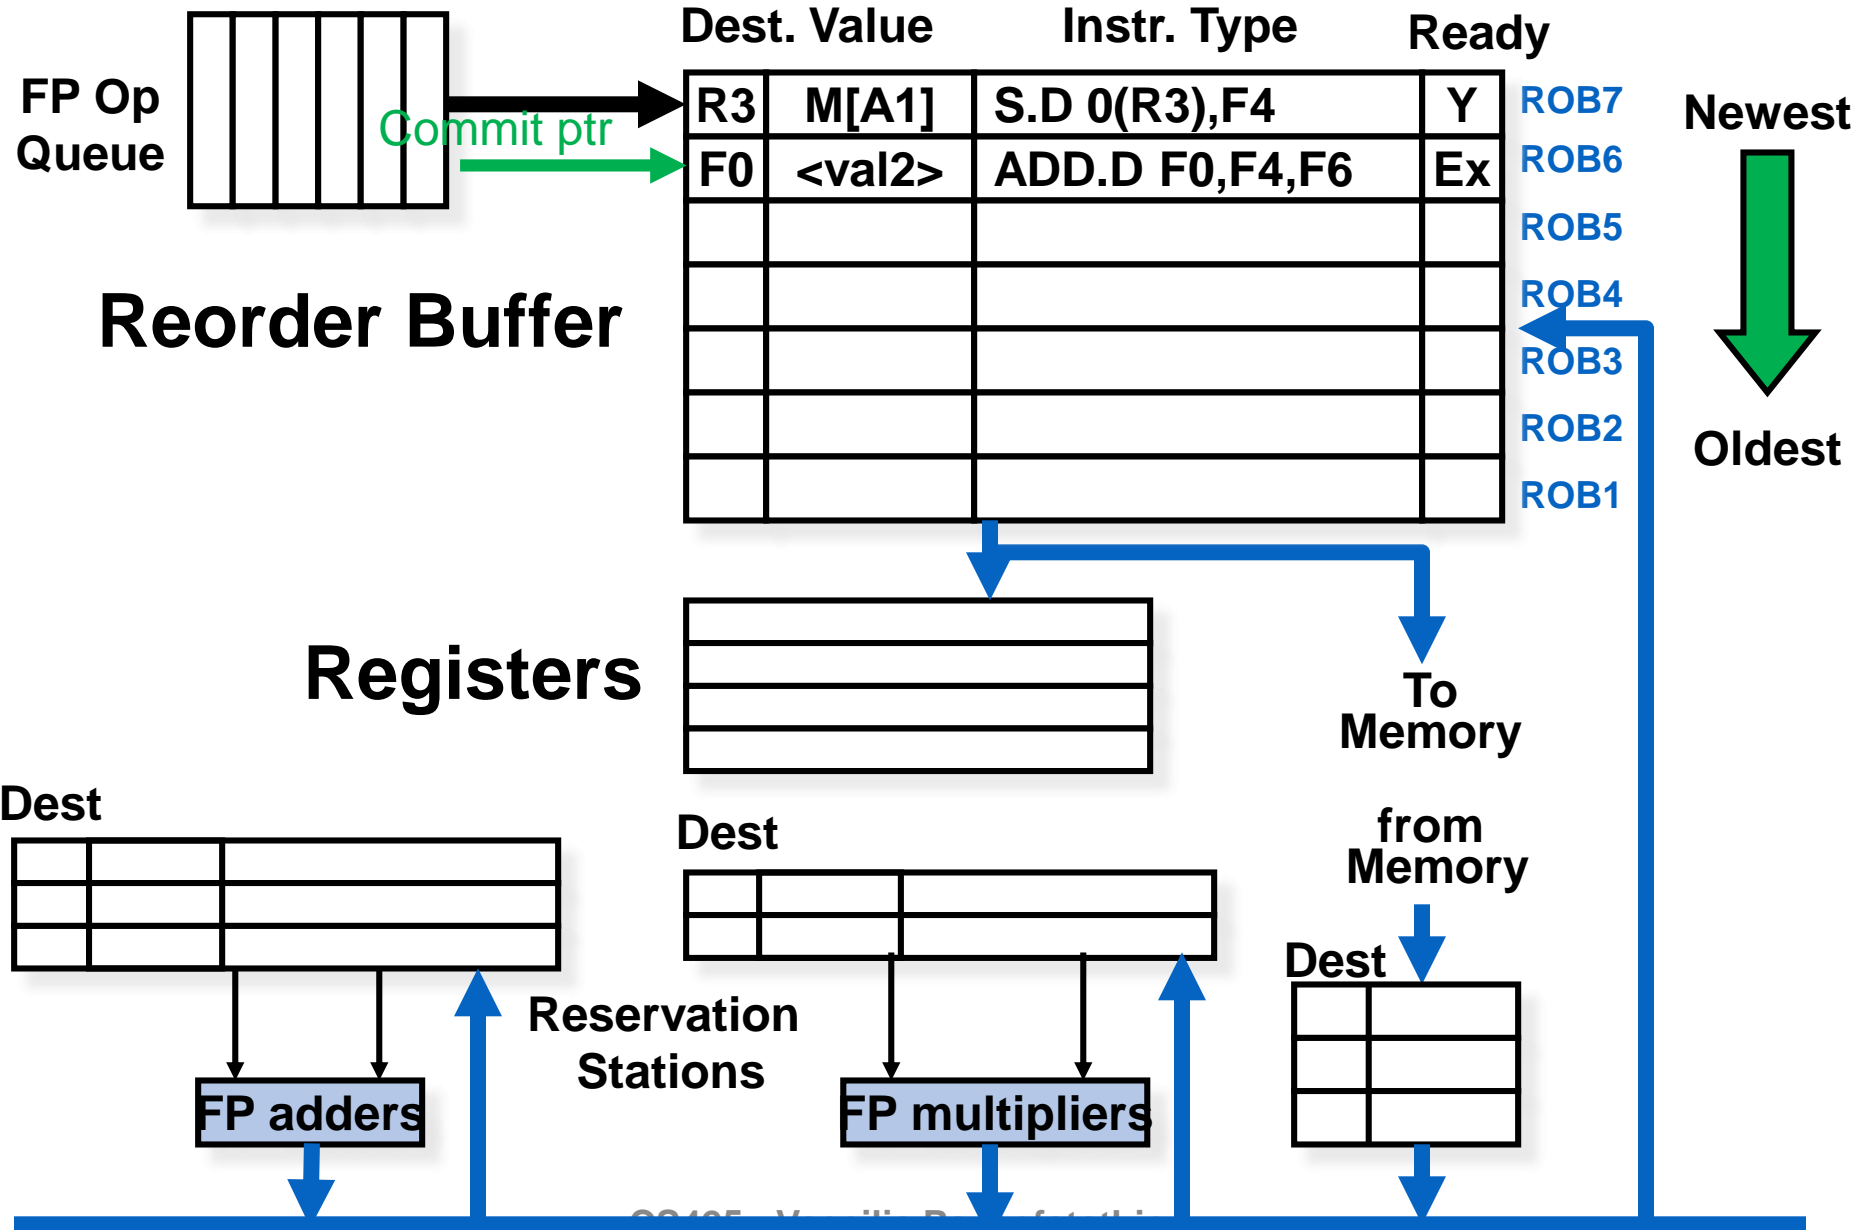 Dest. Value Instr. Type Ready
FP Op
Queue
Commit ptr
R3 M[A1] S.D 0(R3),F4 Y ROB7
F0 <val2> ADD.D F0,F4,F6 Ex ROB6
ROB5
ROB4
ROB3
ROB2
ROB1
Newest
Oldest
Reorder Buffer
Registers
To
Memory
Dest
Dest
from
Memory
Dest
Reservation
Stations
FP adders
FP multipliers